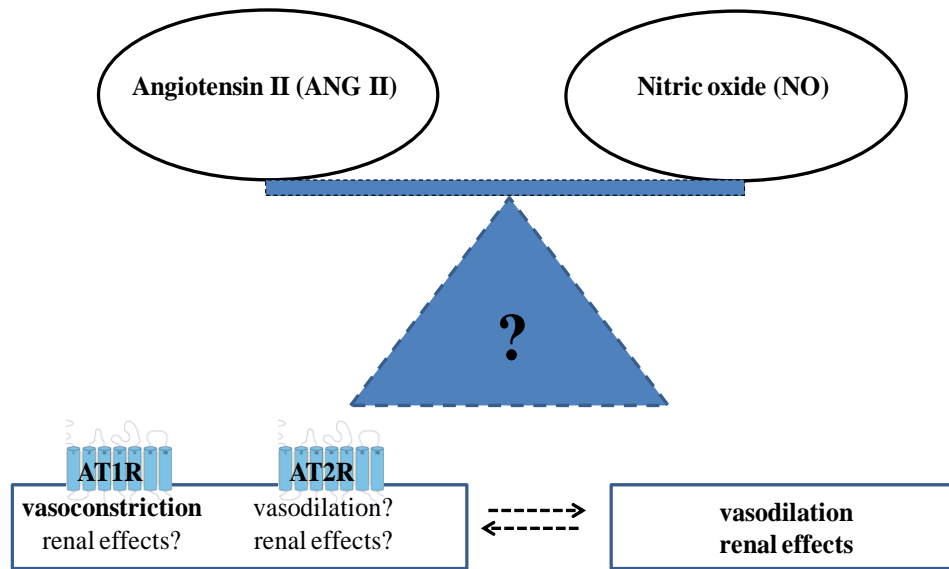 Angiotensin II (ANG II)
Nitric oxide (NO)
?
AT1R
AT2R
vasoconstriction
renal effects?
vasodilation?
renal effects?
vasodilation
renal effects